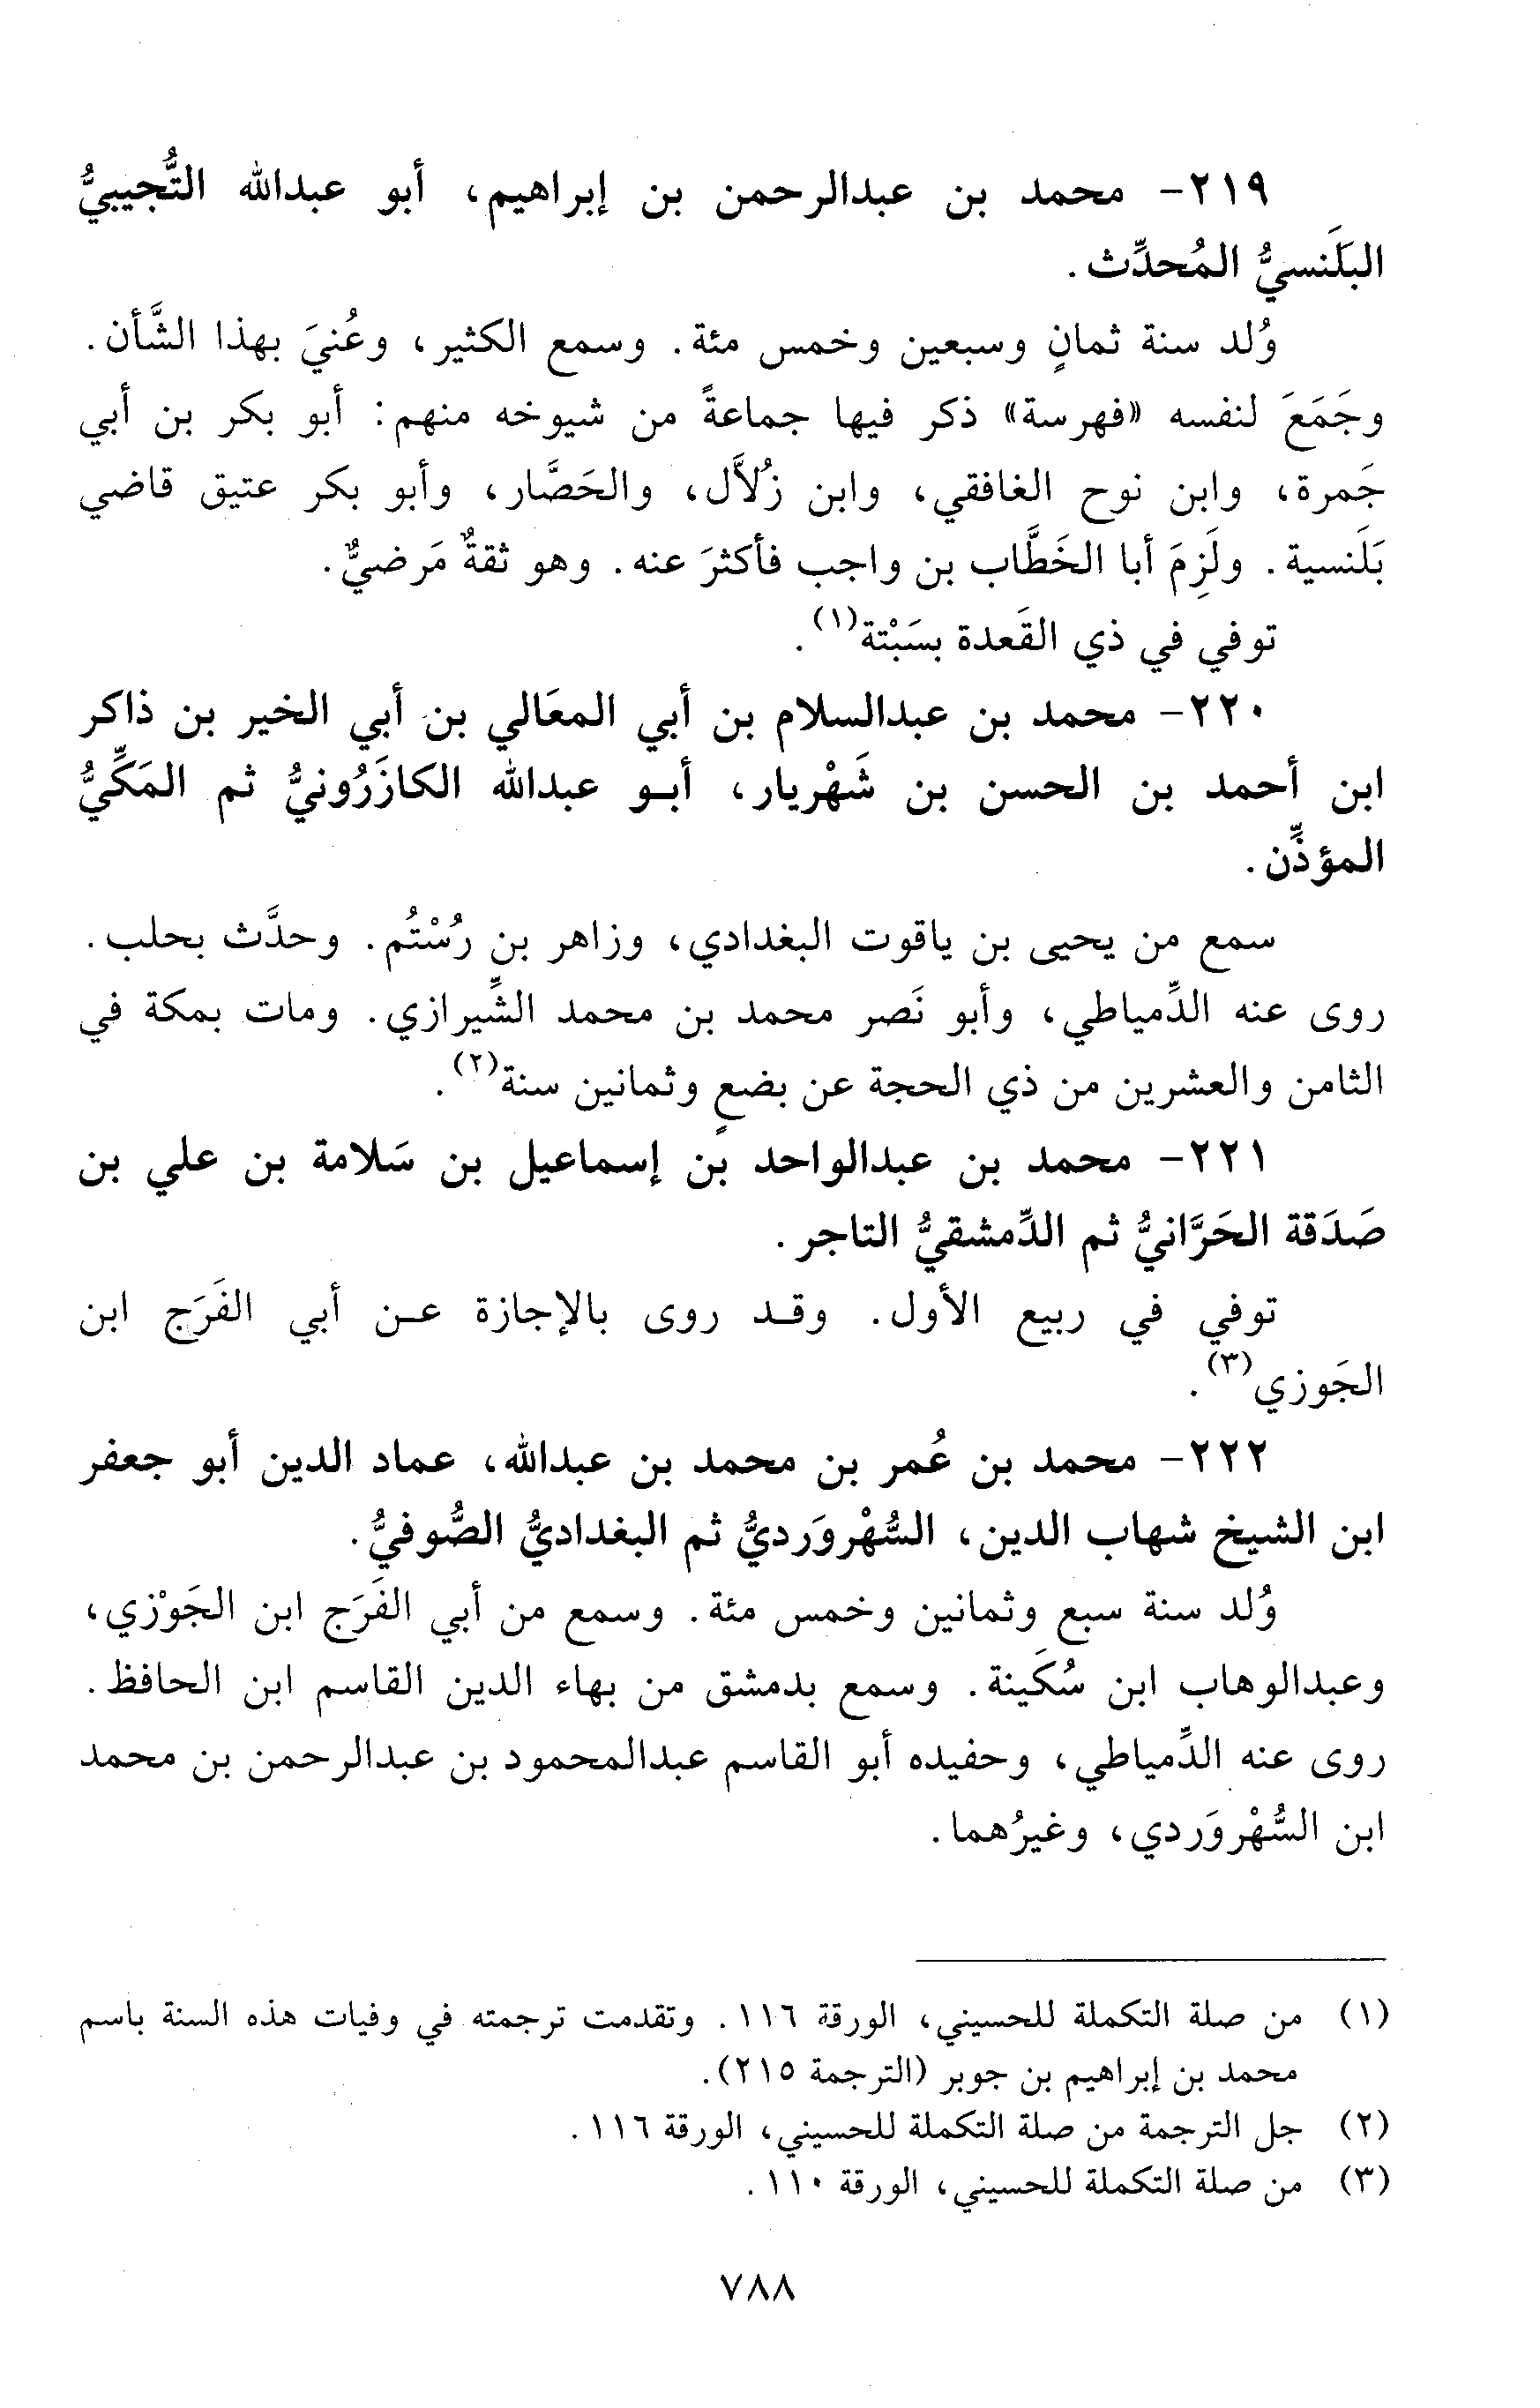 ٢١٩- محمد بن عبدالرحمن بن إبراهيم، أبو عبدالله التُّجيبيُّ
البلَنسيُّ المُحدِّث.
وُلد سنة ثمانٍ وسبعين وخمس مئة. وسمع الكثير، وعُنيَ بهذا الشَّأن.
وجَمَعَ لنفسه «فهرسة» ذكر فيها جماعةً من شيوخه منهم: أبو بكر بن أبي
جَمرة، وابن نوح الغافقي، وابن زُلاَّل، والحَصَّار، وأبو بكر عتيق قاضي
بَلَنسية. ولَزِمَ أبا الخَطَّاب بن واجب فأكثرَ عنه. وهو ثقةٌ مَرضيٌّ.
توفي في ذي القَعدة بسَبْتة(١).
٢٢٠- محمد بن عبدالسلام بن أبي المعَالي بن أبي الخير بن ذاكر
ابن أحمد بن الحسن بن شَهْريار، أبو عبدالله الكازَرُونيُّ ثم المَكِّيُّ
المؤذِّن.
سمع من يحيى بن ياقوت البغدادي، وزاهر بن رُسْتُم. وحدَّث بحلب.
روى عنه الدِّمياطي، وأبو نَصر محمد بن محمد الشِّيرازي. ومات بمكة في
الثامن والعشرين من ذي الحجة عن بضعٍ وثمانين سنة(٢).
٢٢١- محمد بن عبدالواحد بن إسماعيل بن سَلامة بن علي بن
صَدَقة الحَرَّانيُّ ثم الدِّمشقيُّ التاجر.
توفي في ربيع الأول. وقد روى بالإجازة عن أبي الفَرَج ابن
الجَوزي(٣).
٢٢٢- محمد بن عُمر بن محمد بن عبدالله، عماد الدين أبو جعفر
ابن الشيخ شهاب الدين، السُّهْروَرديُّ ثم البغداديُّ الصُّوفيُّ.
وُلد سنة سبع وثمانين وخمس مئة. وسمع من أبي الفَرَج ابن الجَوْزي،
وعبدالوهاب ابن سُكَينة. وسمع بدمشق من بهاء الدين القاسم ابن الحافظ.
روى عنه الدِّمياطي، وحفيده أبو القاسم عبدالمحمود بن عبدالرحمن بن محمد
ابن السُّهْروَردي، وغيرُهما.
(١) من صلة التكملة للحسيني، الورقة ١١٦. وتقدمت ترجمته في وفيات هذه السنة باسم
محمد بن إبراهيم بن جوبر (الترجمة ٢١٥).
(٢) جل الترجمة من صلة التكملة للحسيني، الورقة ١١٦.
(٣) من صلة التكملة للحسيني، الورقة ١١٠.
٧٨٨